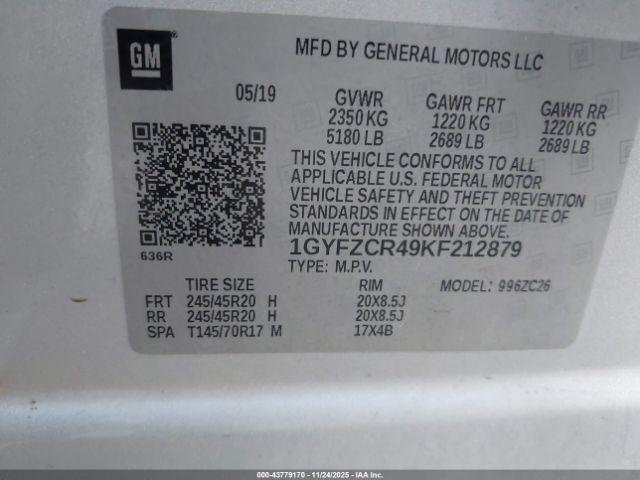 GM
MFD BY GENERAL MOTORS LLC
05/19
GVWR
2350 KG
5180 LB
GAWR FRT
1220 KG
2689 LB
GAWR RR
1220 KG
2689 LB
THIS VEHICLE CONFORMS TO ALL
APPLICABLE U.S. FEDERAL MOTOR
VEHICLE SAFETY AND THEFT PREVENTION
STANDARDS IN EFFECT ON THE DATE OF
MANUFACTURE SHOWN ABOVE.
636R
1GYFZCR49KF212879
TYPE: M.P.V.
MODEL: 996ZC26
TIRE SIZE RIM
FRT 245/45R20 H 20X8.5J
RR 245/45R20 H 20X8.5J
SPA T145/70R17 M 17X4B
000-43779170 - 11/24/2025 - IAA Inc.